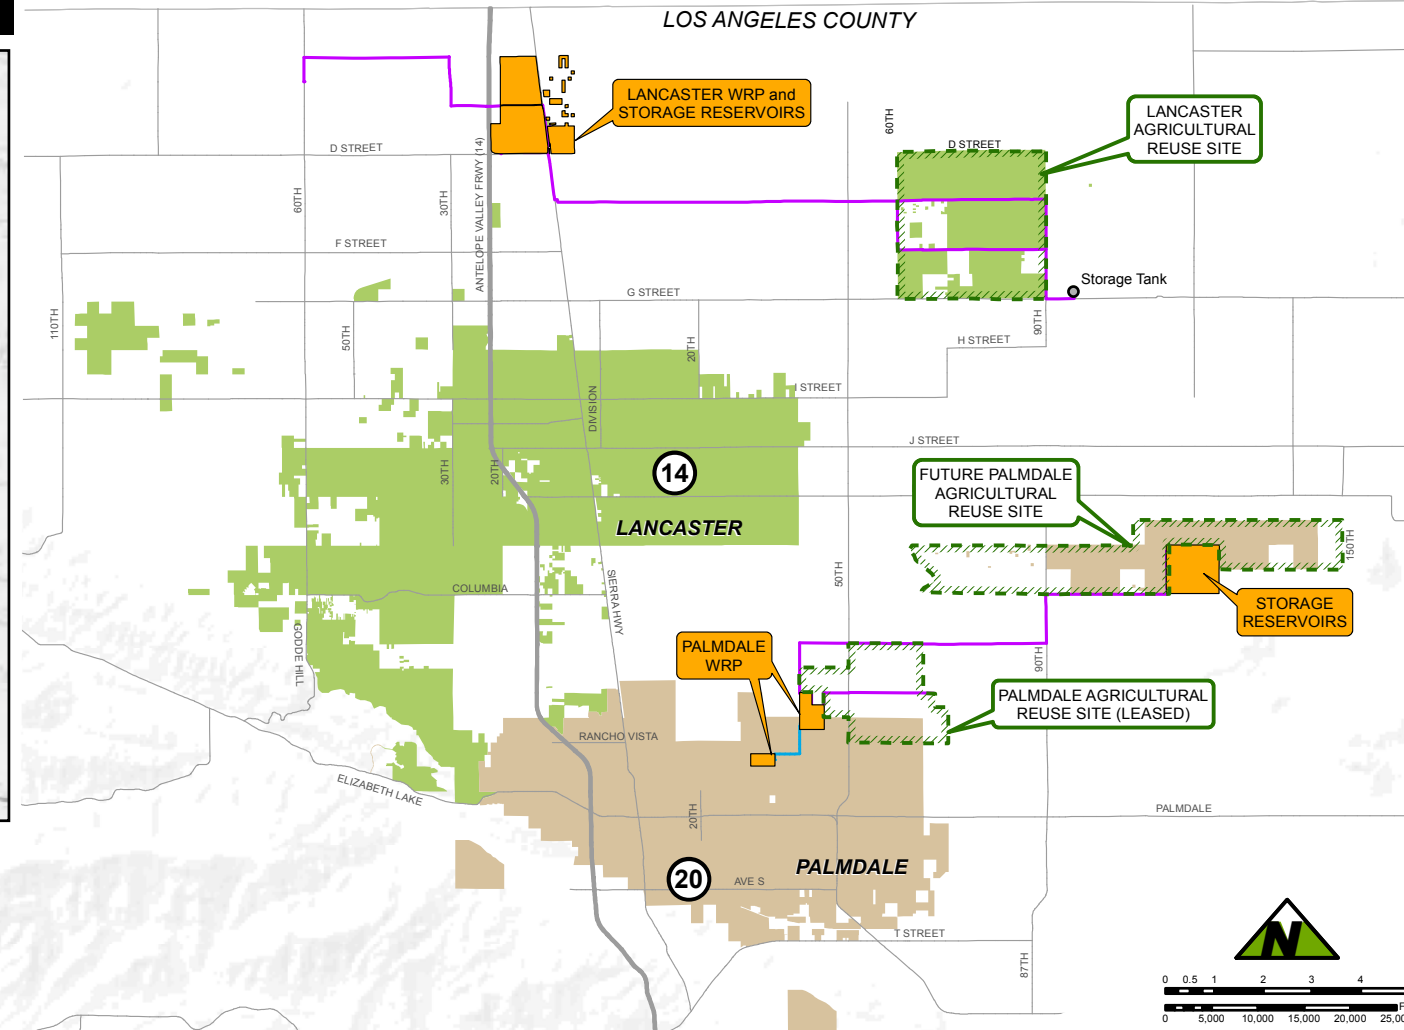 LOS ANGELES COUNTY
LANCASTER WRP and
STORAGE RESERVOIRS
LANCASTER
AGRICULTURAL
REUSE SITE
60TH
D STREET
D STREET
ANTELOPE VALLEY FRWY (14)
60TH
30TH
F STREET
Storage Tank
G STREET
110TH
50TH
20TH
90TH
H STREET
I STREET
DIVISION
J STREET
30TH
20TH
14
LANCASTER
FUTURE PALMDALE
AGRICULTURAL
REUSE SITE
150TH
50TH
COLUMBIA
SIERRA HWY
STORAGE
RESERVOIRS
GODDE HILL
PALMDALE
WRP
90TH
PALMDALE AGRICULTURAL
REUSE SITE (LEASED)
RANCHO VISTA
ELIZABETH LAKE
20TH
PALMDALE
PALMDALE
20
AVE S
T STREET
87TH
N
0 0.5 1 2 3 4
0 5,000 10,000 15,000 20,000